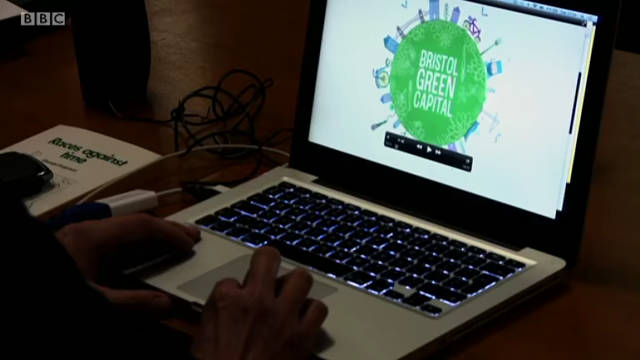 BBC
BRISTOL
GREEN
CAPITAL
Races against
time